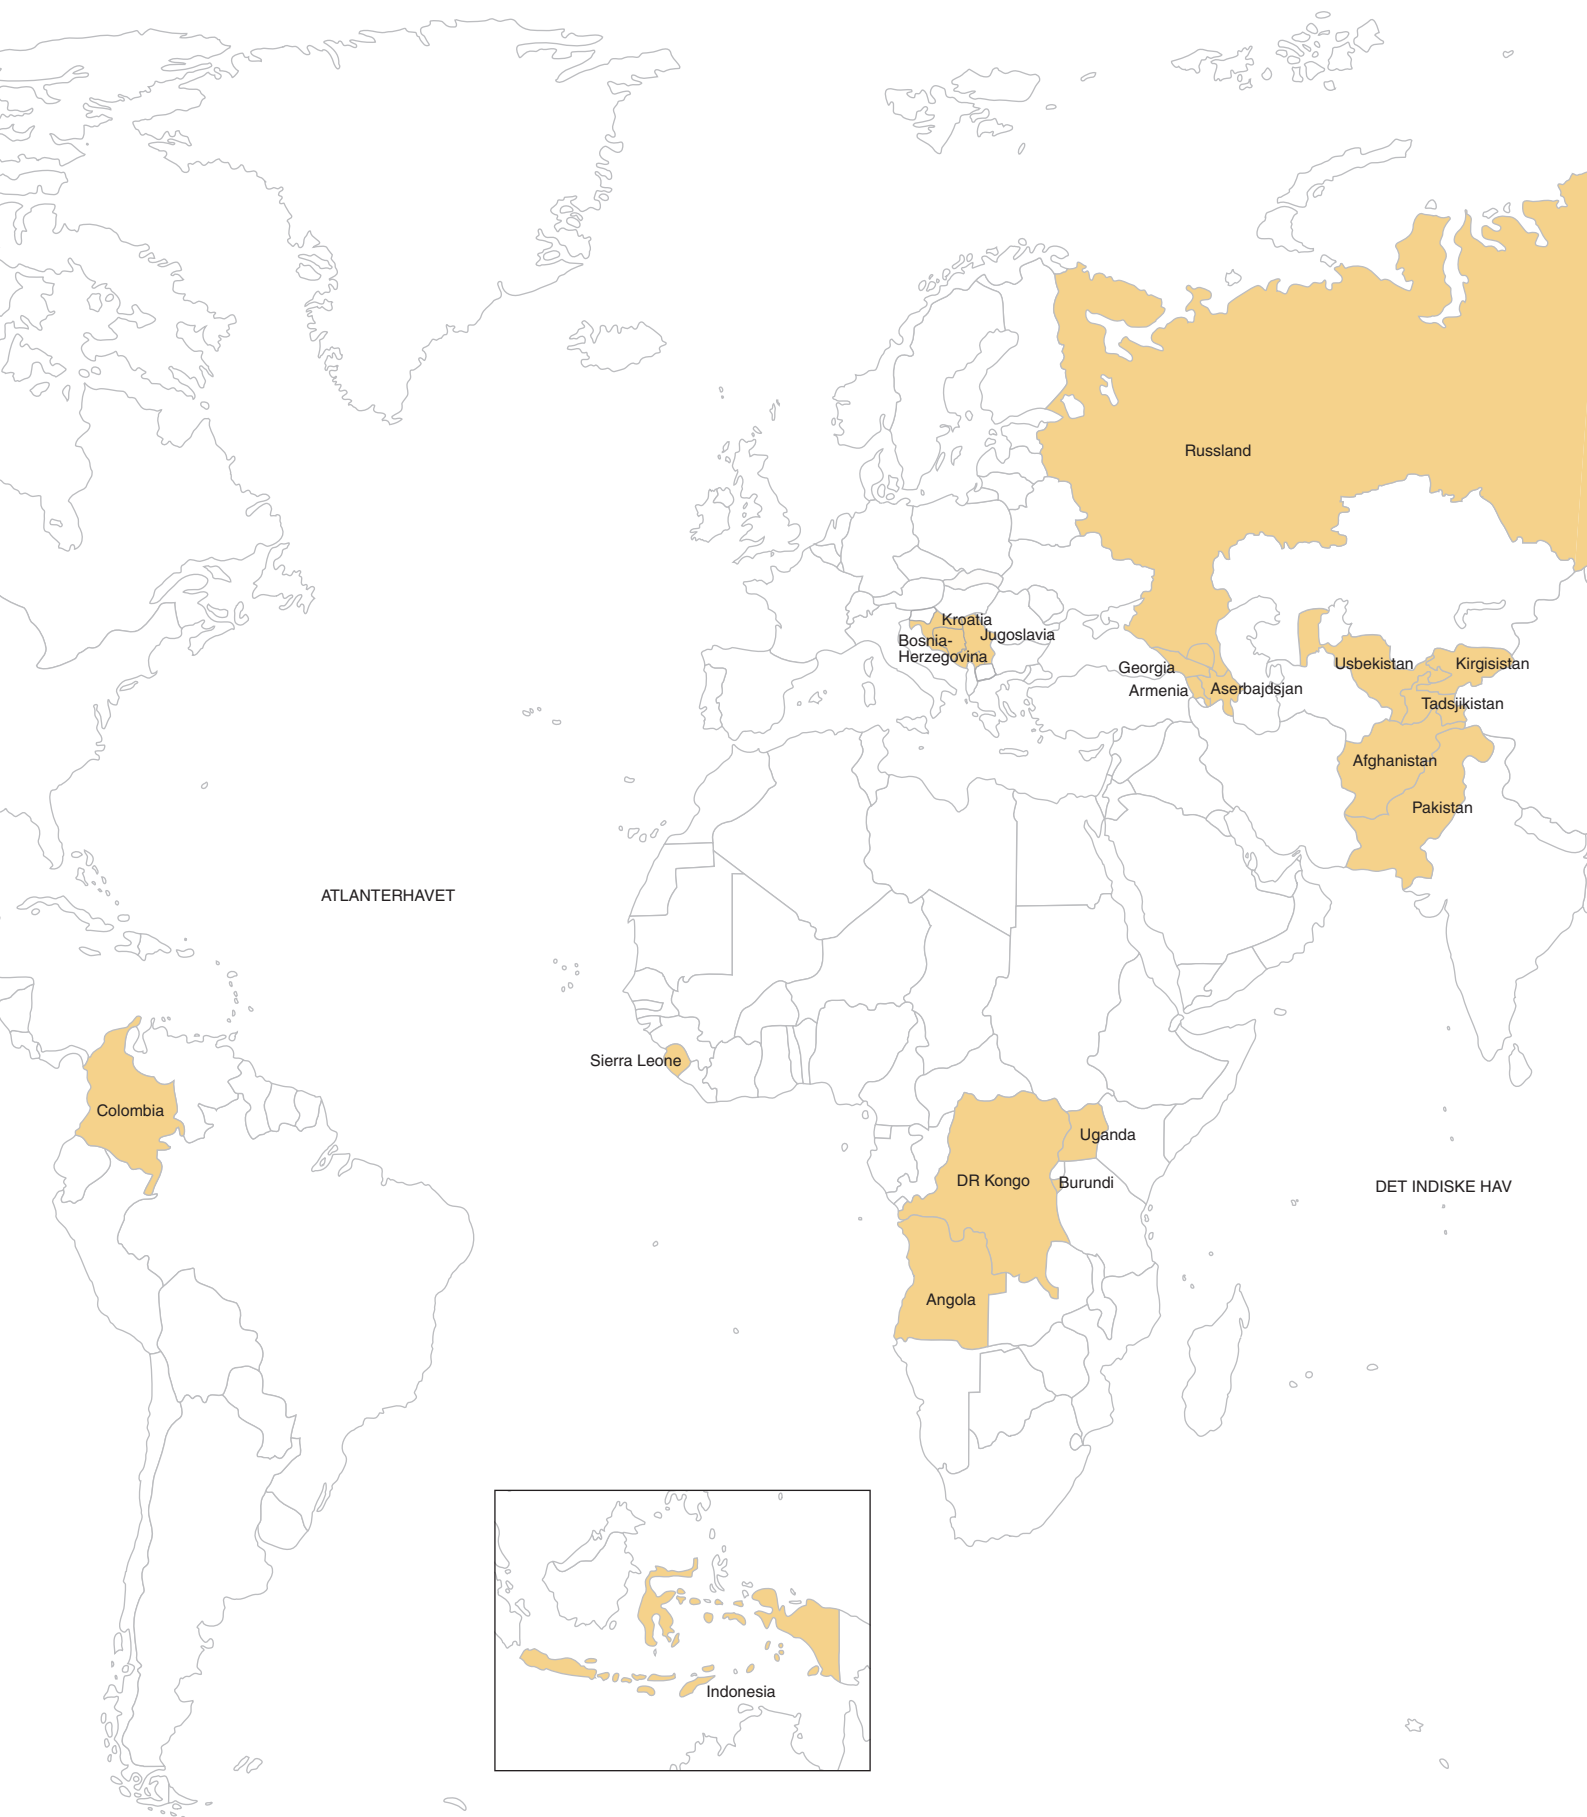 Russland
Kroatia
Jugoslavia
Bosnia-
Herzegovina
Georgia
Armenia
Aserbajdsjan
Usbekistan
Kirgisistan
Tadsjikistan
Afghanistan
Pakistan
ATLANTERHAVET
Sierra Leone
Colombia
Uganda
DR Kongo
Burundi
DET INDISKE HAV
Angola
Indonesia